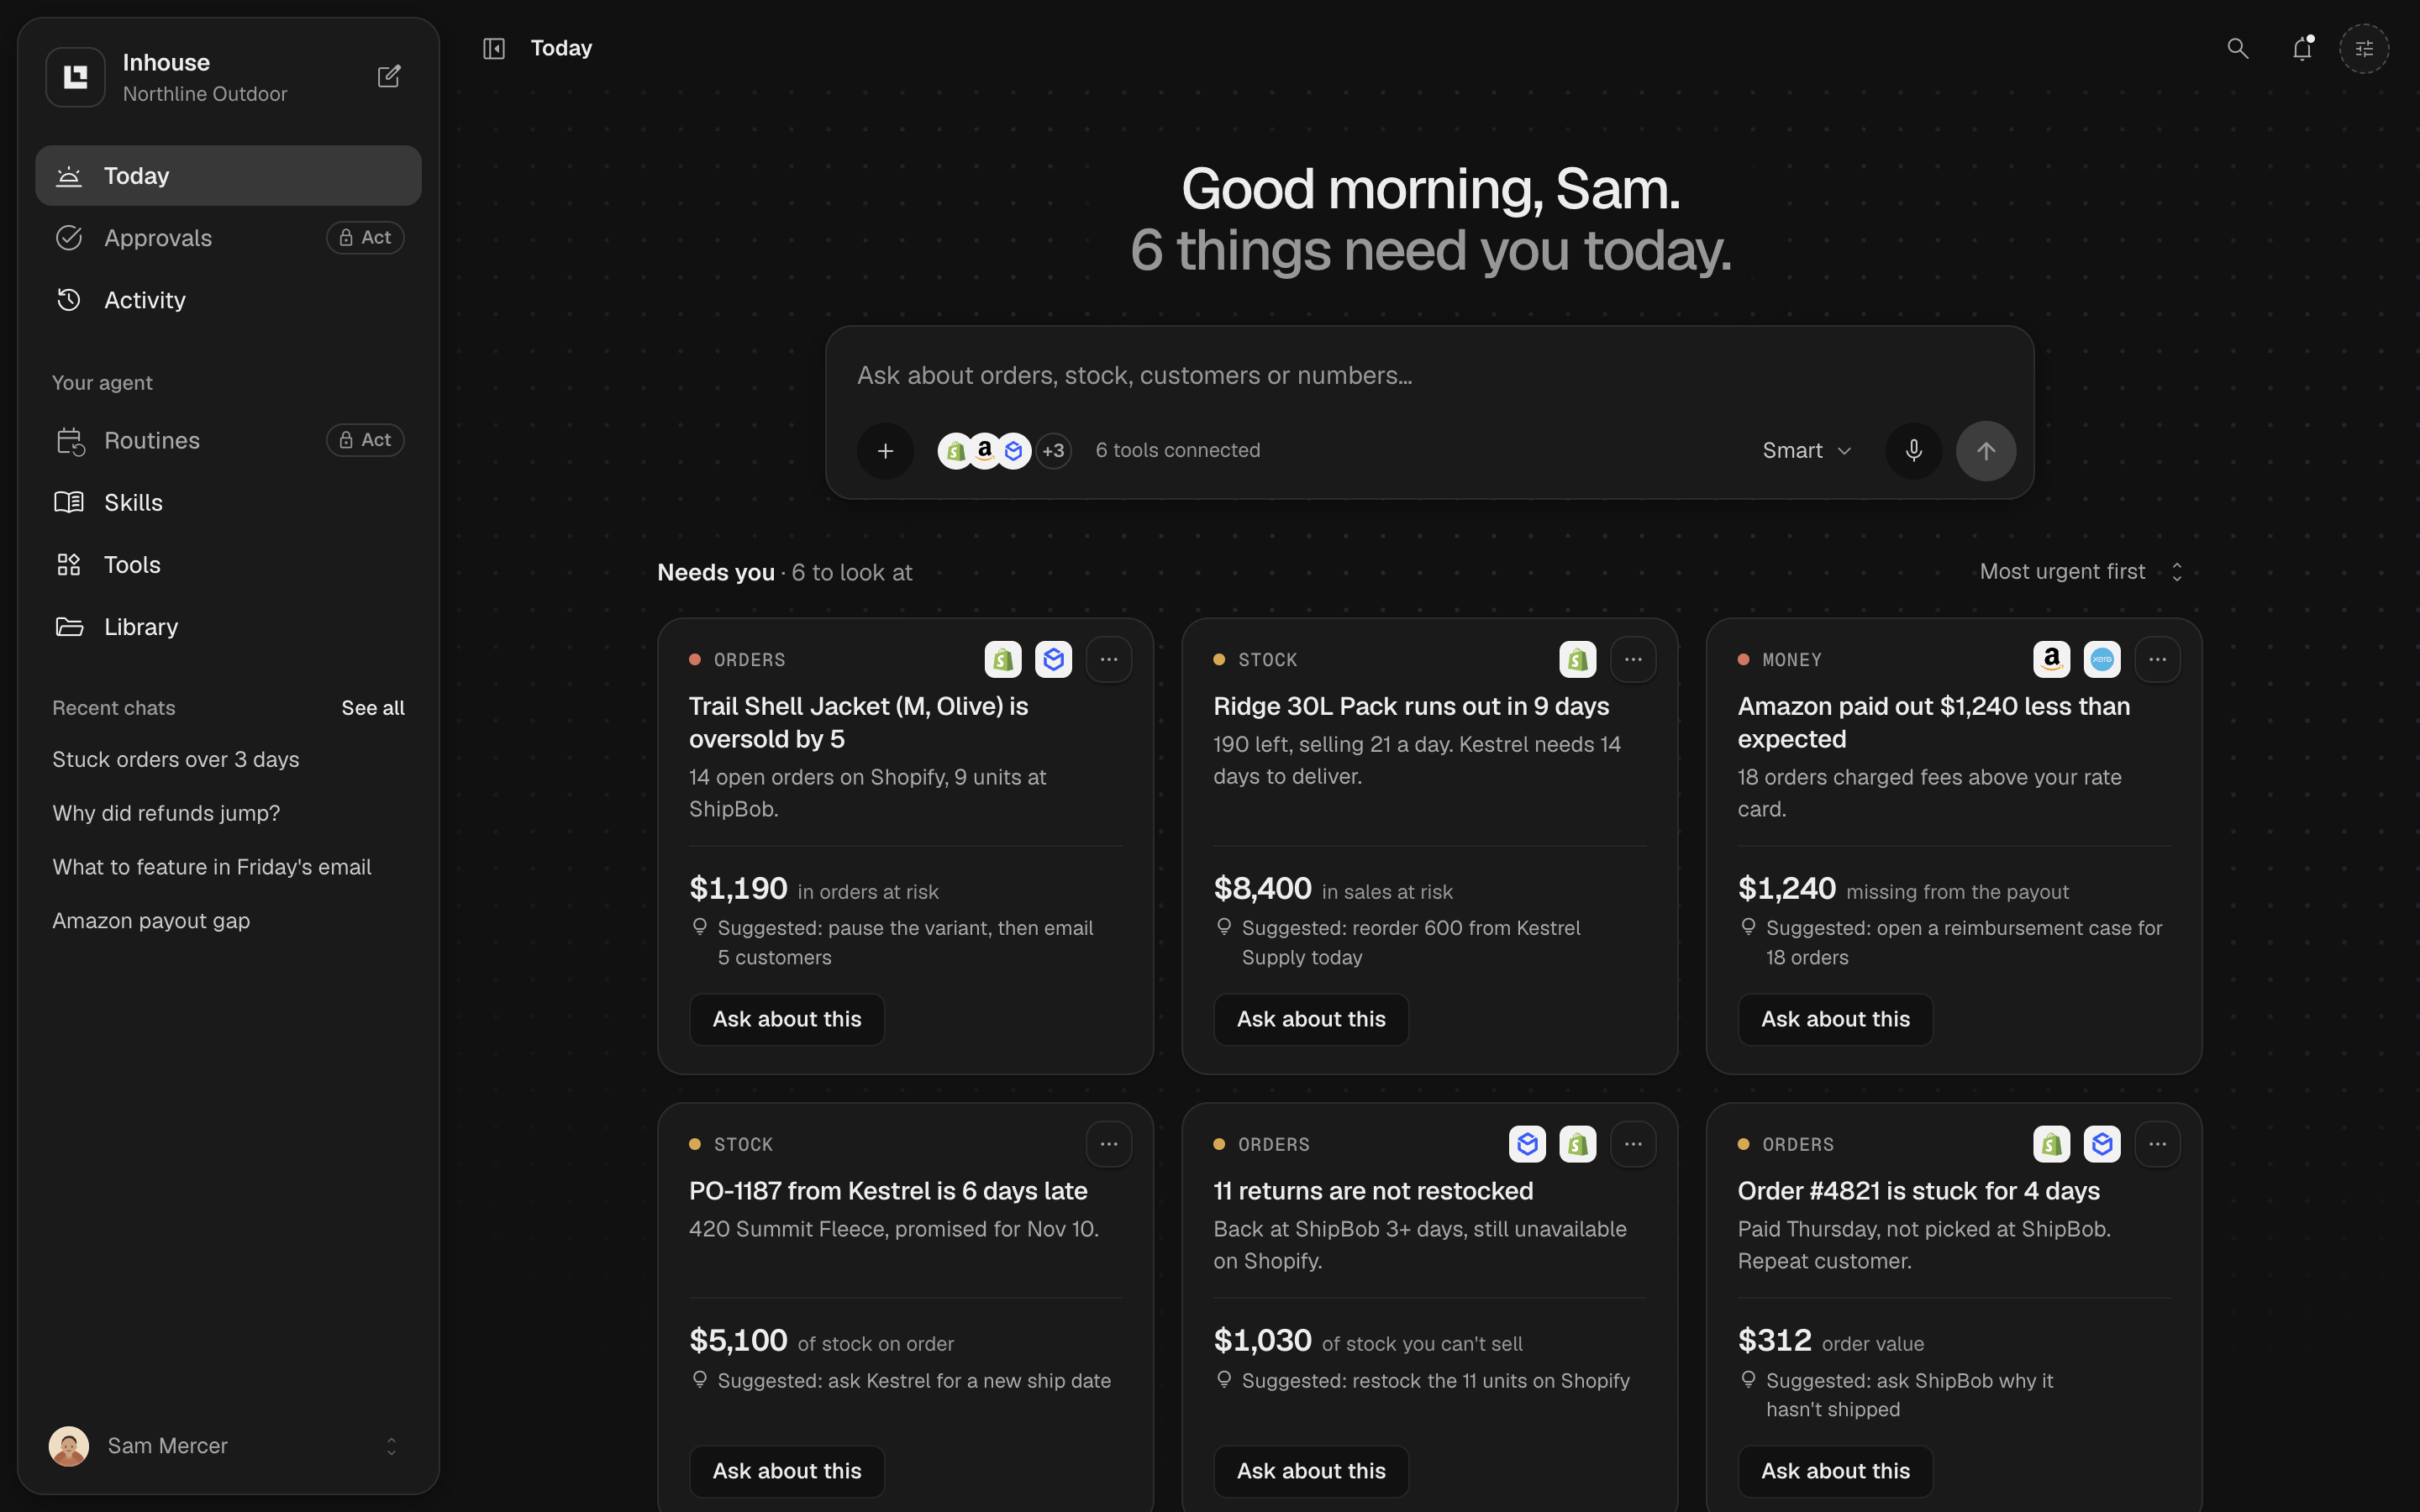 Inhouse
Northline Outdoor
Today
Approvals
Act
Activity
Your agent
Routines
Act
Skills
Tools
Library
Recent chats
See all
Stuck orders over 3 days
Why did refunds jump?
What to feature in Friday's email
Amazon payout gap
Sam Mercer
Today
Good morning, Sam.
6 things need you today.
Ask about orders, stock, customers or numbers...
+3
6 tools connected
Smart
Needs you · 6 to look at
Most urgent first
ORDERS
Trail Shell Jacket (M, Olive) is
oversold by 5
14 open orders on Shopify, 9 units at
ShipBob.
$1,190 in orders at risk
Suggested: pause the variant, then email
5 customers
Ask about this
STOCK
Ridge 30L Pack runs out in 9 days
190 left, selling 21 a day. Kestrel needs 14
days to deliver.
$8,400 in sales at risk
Suggested: reorder 600 from Kestrel
Supply today
Ask about this
MONEY
xero
Amazon paid out $1,240 less than
expected
18 orders charged fees above your rate
card.
$1,240 missing from the payout
Suggested: open a reimbursement case for
18 orders
Ask about this
STOCK
PO-1187 from Kestrel is 6 days late
420 Summit Fleece, promised for Nov 10.
$5,100 of stock on order
Suggested: ask Kestrel for a new ship date
Ask about this
ORDERS
11 returns are not restocked
Back at ShipBob 3+ days, still unavailable
on Shopify.
$1,030 of stock you can't sell
Suggested: restock the 11 units on Shopify
Ask about this
ORDERS
Order #4821 is stuck for 4 days
Paid Thursday, not picked at ShipBob.
Repeat customer.
$312 order value
Suggested: ask ShipBob why it
hasn't shipped
Ask about this